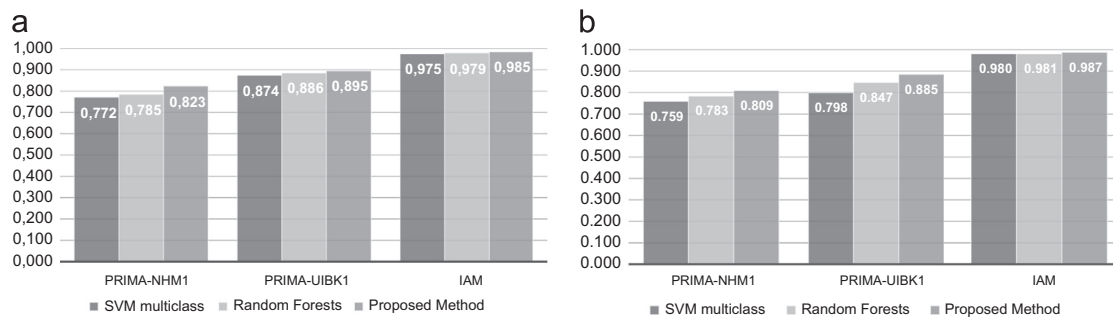 a
1,000
0,900
0,800
0,700
0,600
0,500
0,400
0,300
0,200
0,100
0,000
0,772 0,785 0,823 0,874 0,886 0,895 0,975 0,979 0,985
PRIMA-NHM1 PRIMA-UIBK1 IAM
SVM multiclass Random Forests Proposed Method
b
1.000
0.900
0.800
0.700
0.600
0.500
0.400
0.300
0.200
0.100
0.000
0.759 0.783 0.809 0.798 0.847 0.885 0.980 0.981 0.987
PRIMA-NHM1 PRIMA-UIBK1 IAM
SVM multiclass Random Forests Proposed Method